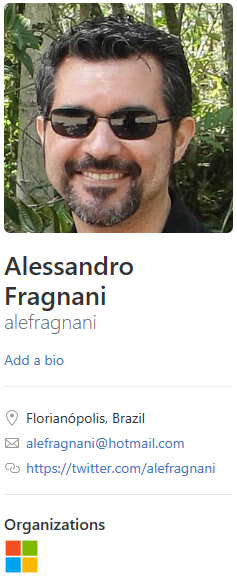 Alessandro
Fragnani
alefragnani
Add a bio
Florianópolis, Brazil
alefragnani@hotmail.com
https://twitter.com/alefragnani
Organizations